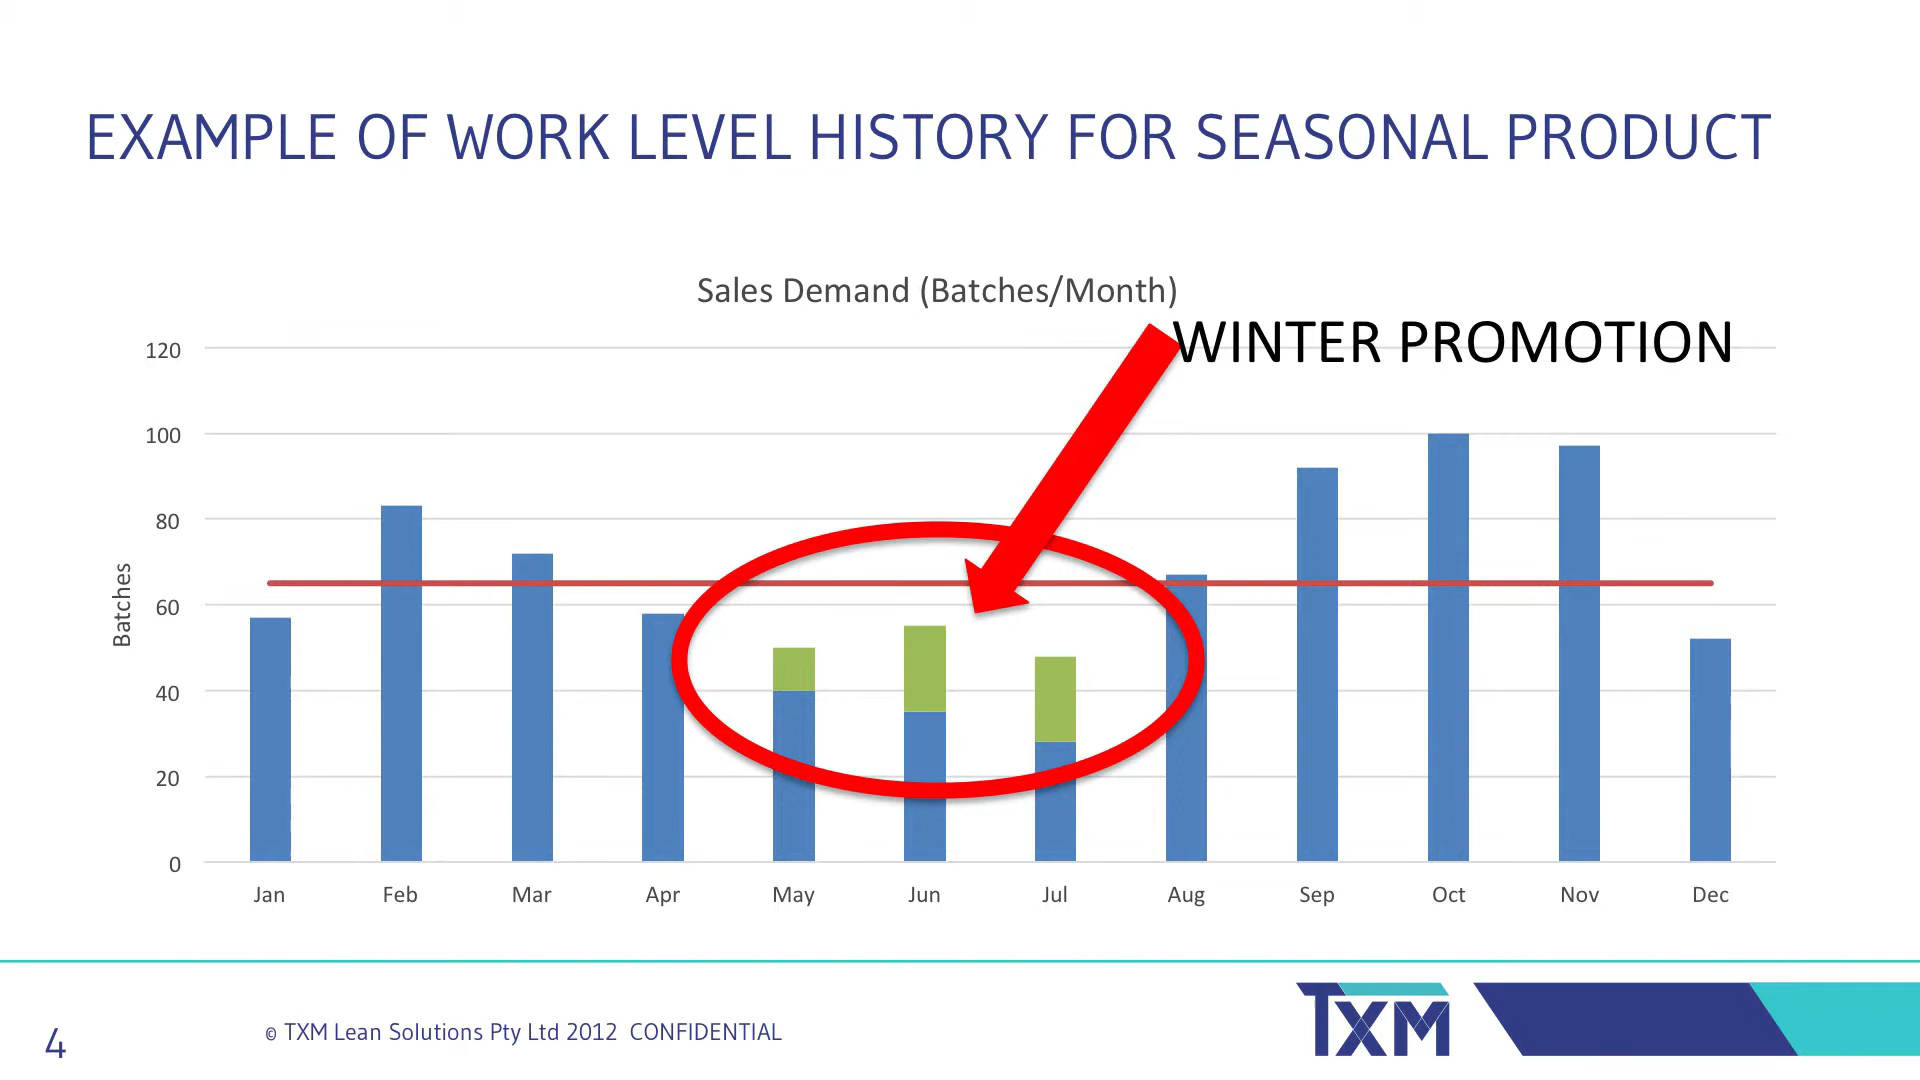 EXAMPLE OF WORK LEVEL HISTORY FOR SEASONAL PRODUCT
Sales Demand (Batches/Month)
WINTER PROMOTION
120
100
80
60
40
20
0
Batches
Jan Feb Mar Apr May Jun Jul Aug Sep Oct Nov Dec
4
© TXM Lean Solutions Pty Ltd 2012 CONFIDENTIAL
TXM